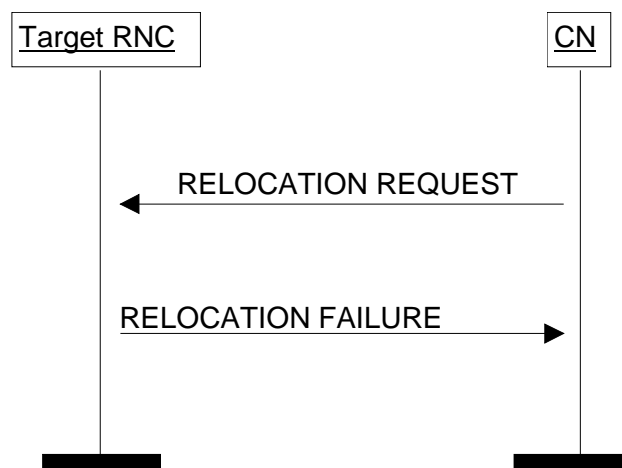 Target RNC
CN
RELOCATION REQUEST
RELOCATION FAILURE